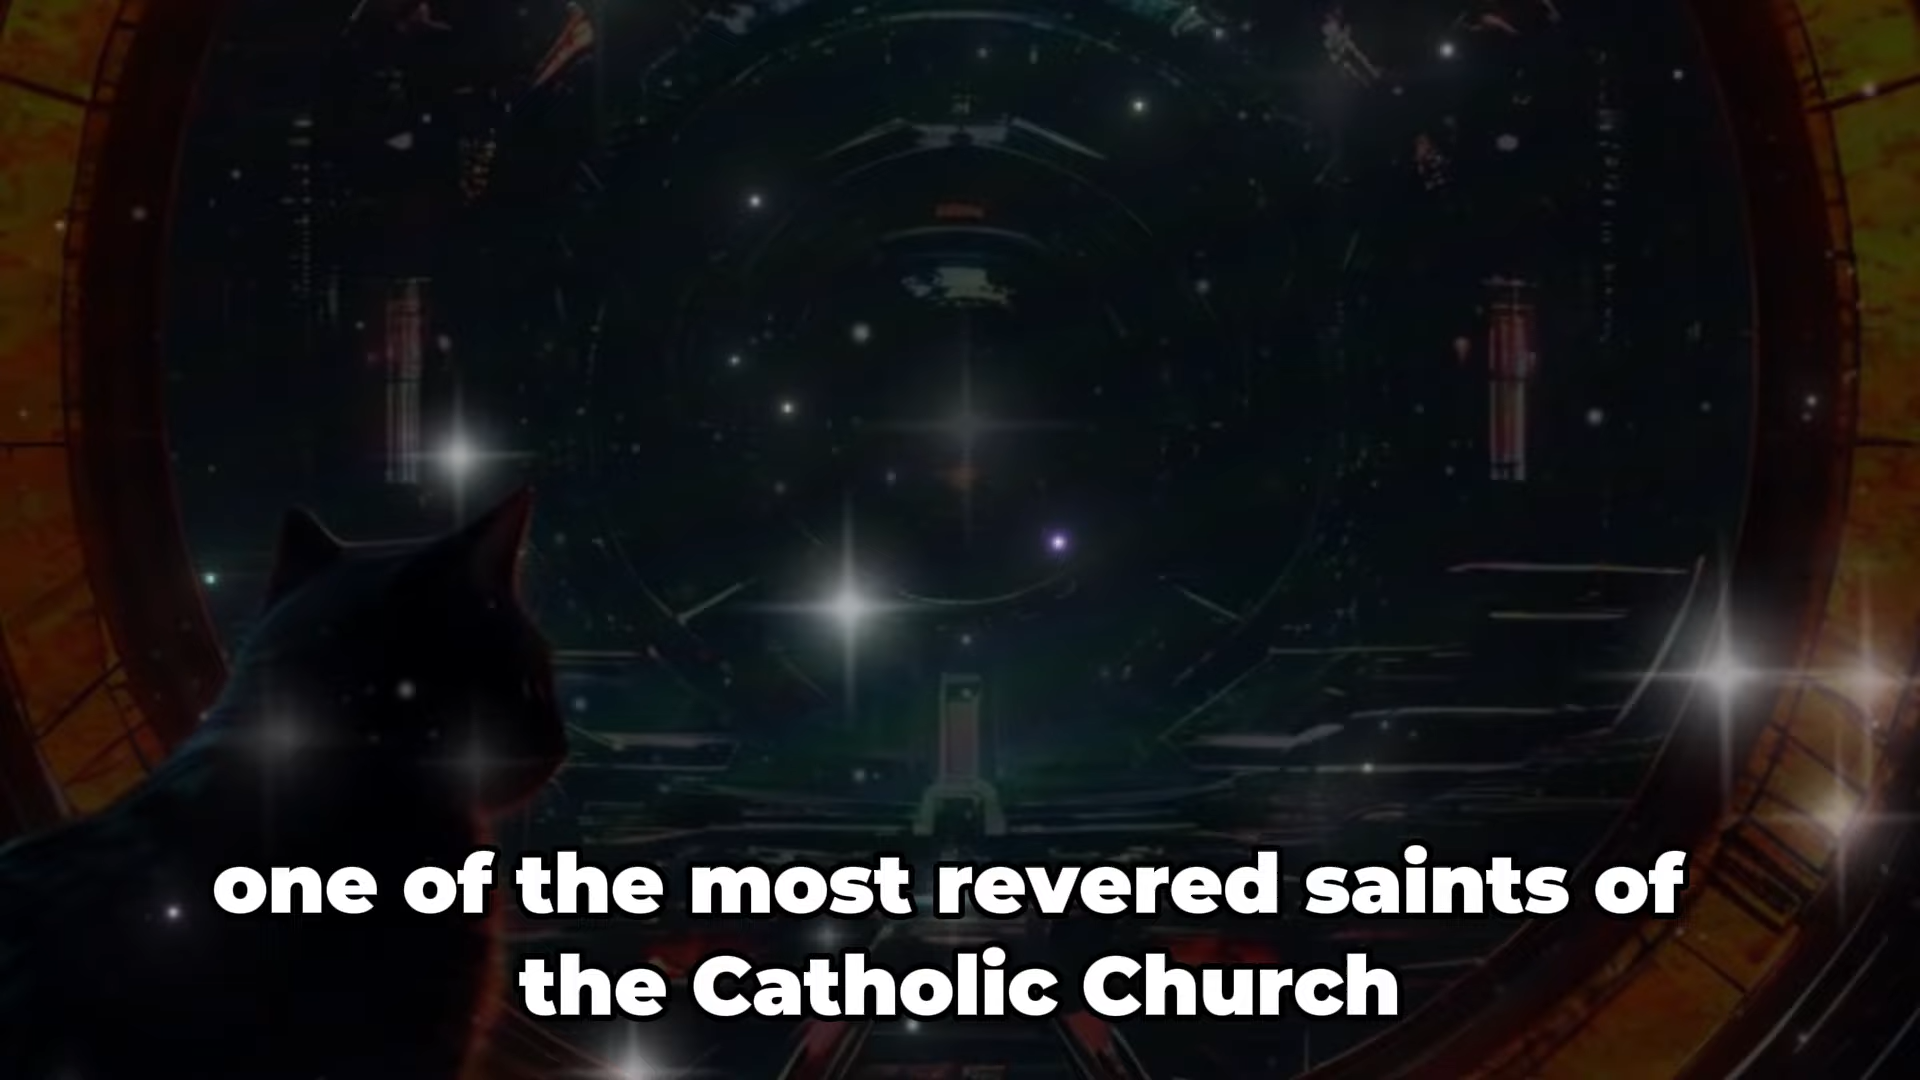 one of the most revered saints of
the Catholic Church